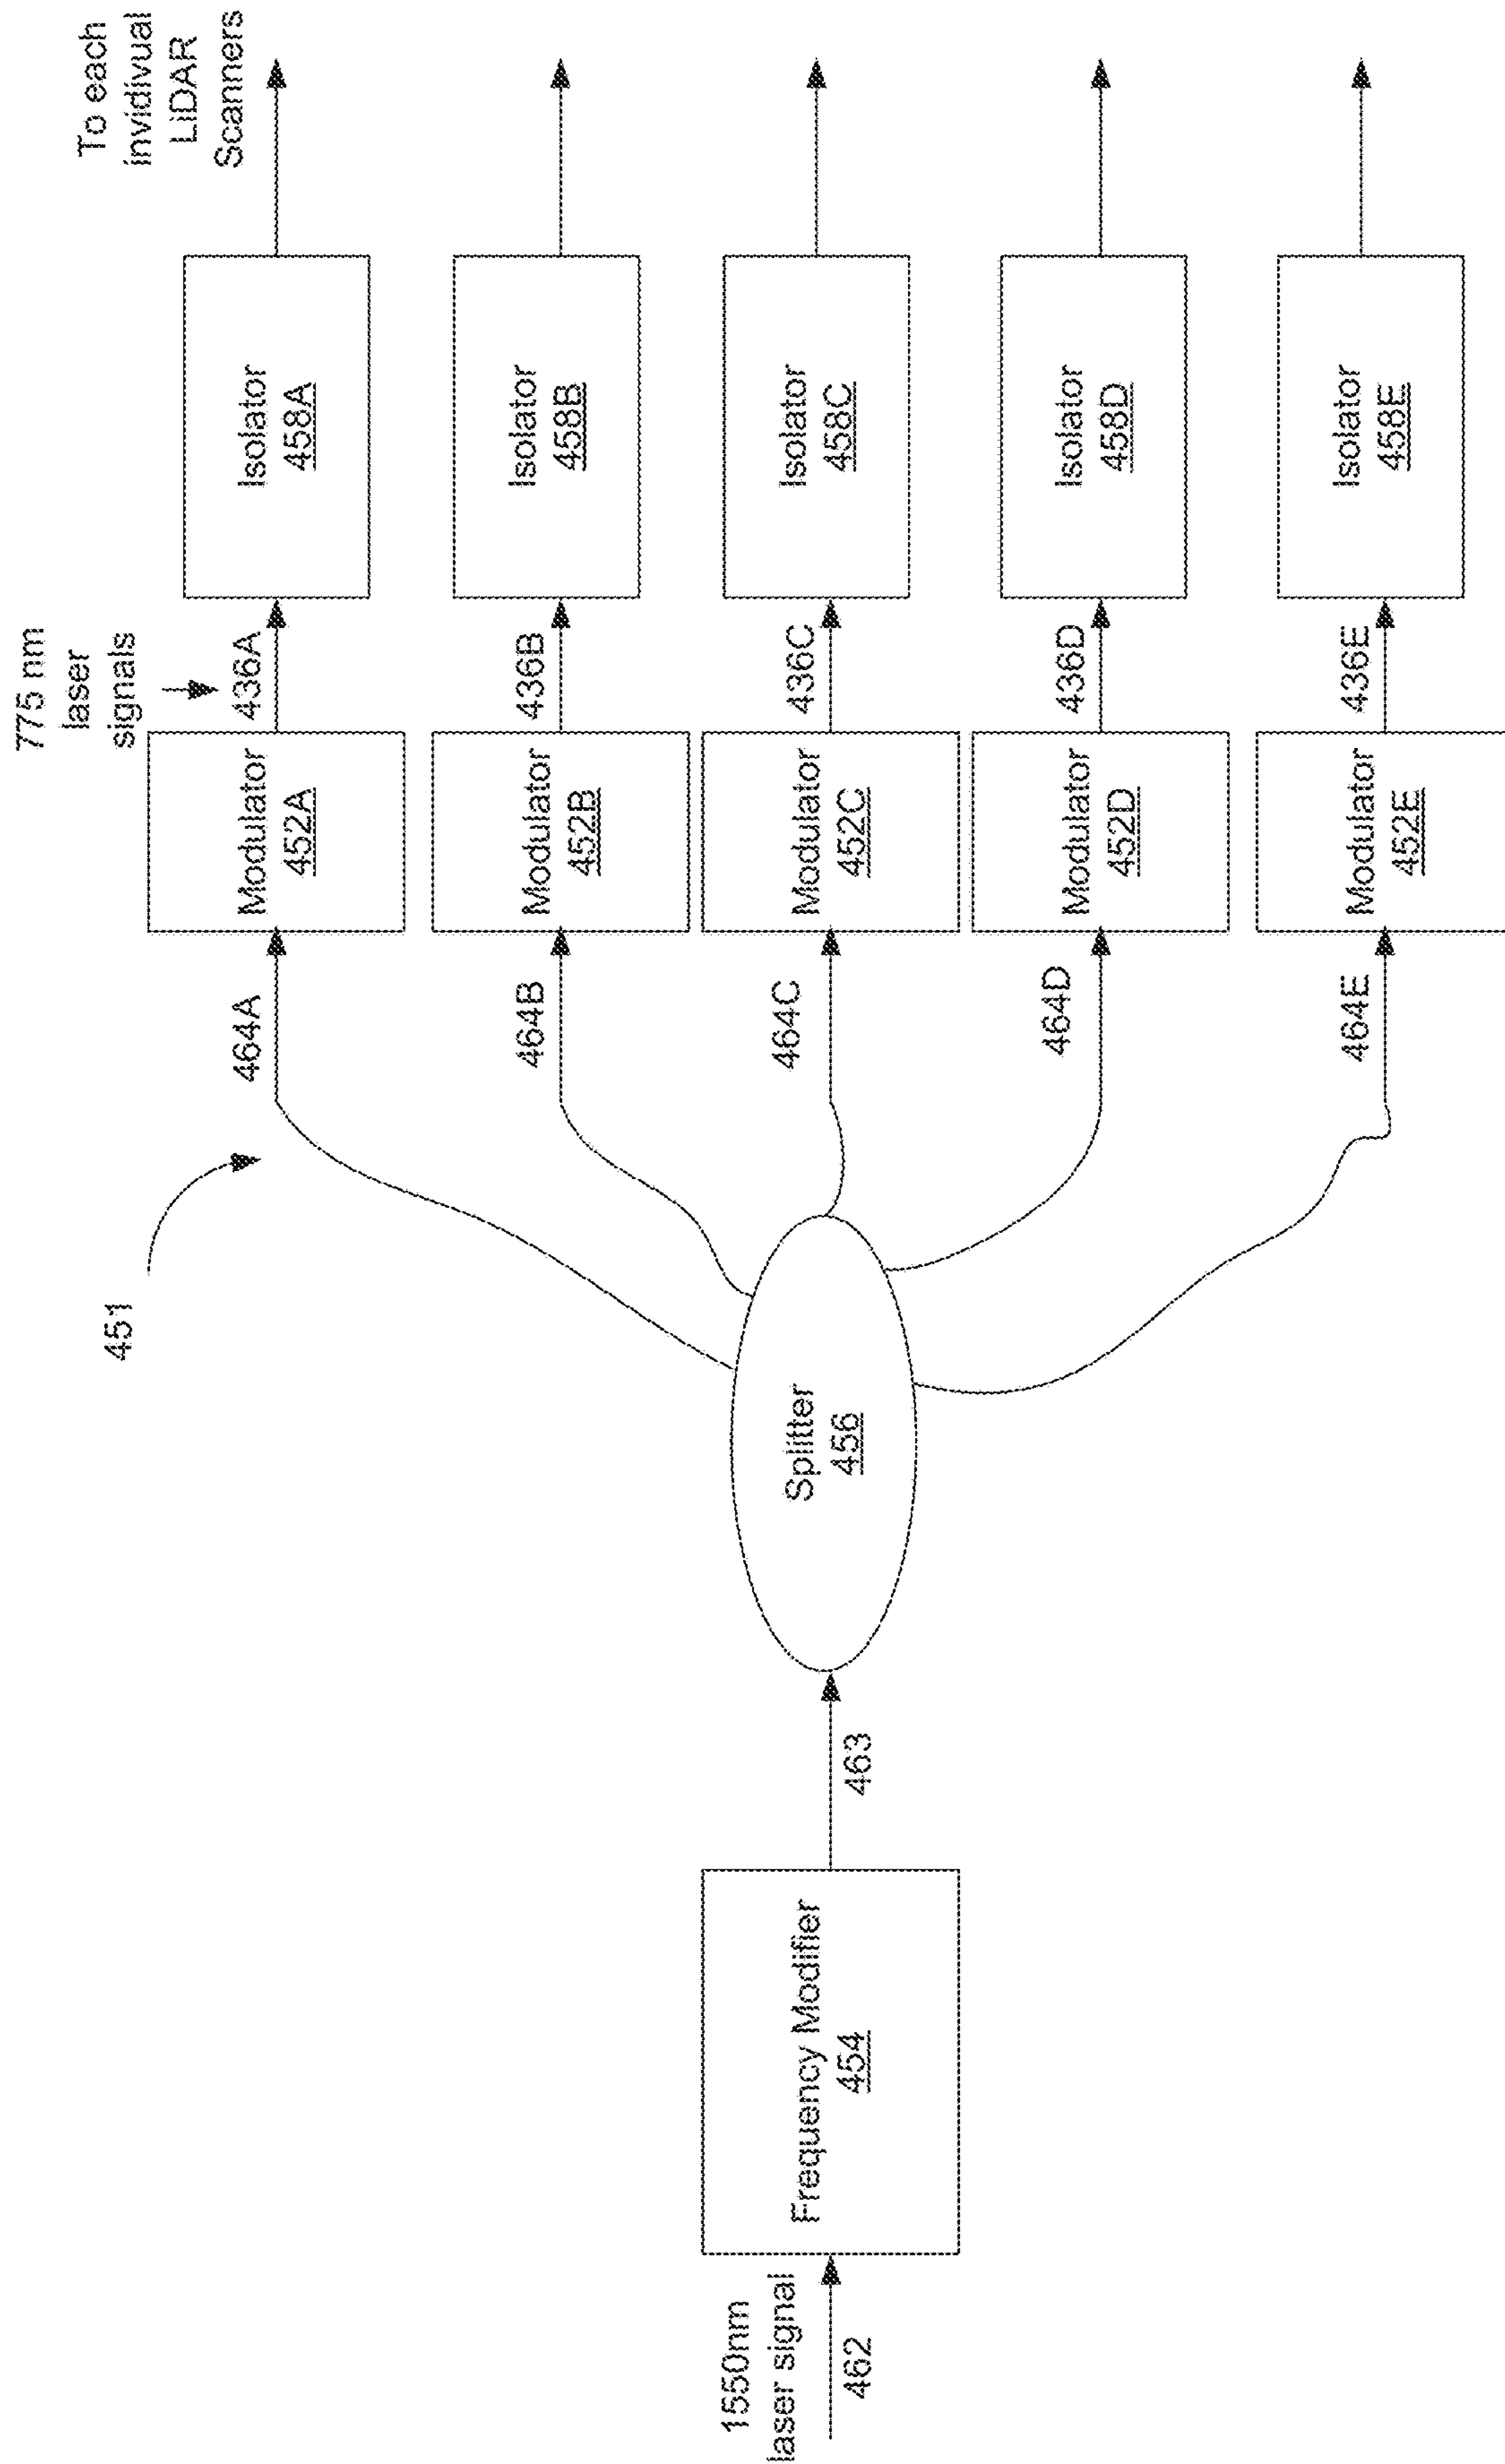 1550nm
laser signal
462
Frequency Modifier
454
463
Splitter
456
451
464A
464B
464C
464D
464E
Modulator
452A
Modulator
452B
Modulator
452C
Modulator
452D
Modulator
452E
775 nm
laser
signals
436A
436B
436C
436D
436E
Isolator
458A
Isolator
458B
Isolator
458C
Isolator
458D
Isolator
458E
To each
invidivual
LiDAR
Scanners